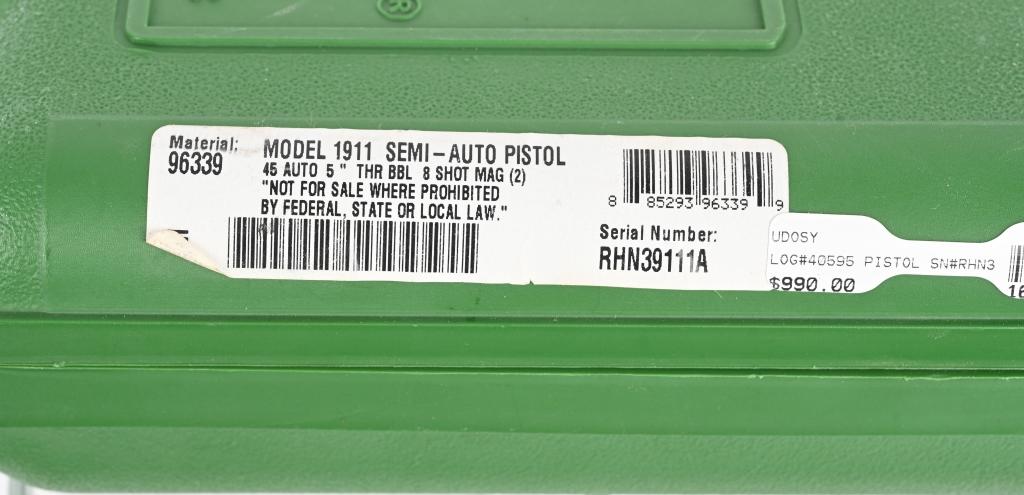 ®
Material:
96339
MODEL 1911 SEMI-AUTO PISTOL
45 AUTO 5" THR BBL 8 SHOT MAG (2)
"NOT FOR SALE WHERE PROHIBITED
BY FEDERAL, STATE OR LOCAL LAW."
8 85293 96339 9
Serial Number:
RHN39111A
UDOSY
LOG#40595 PISTOL SN#RHN3
$990.00
16